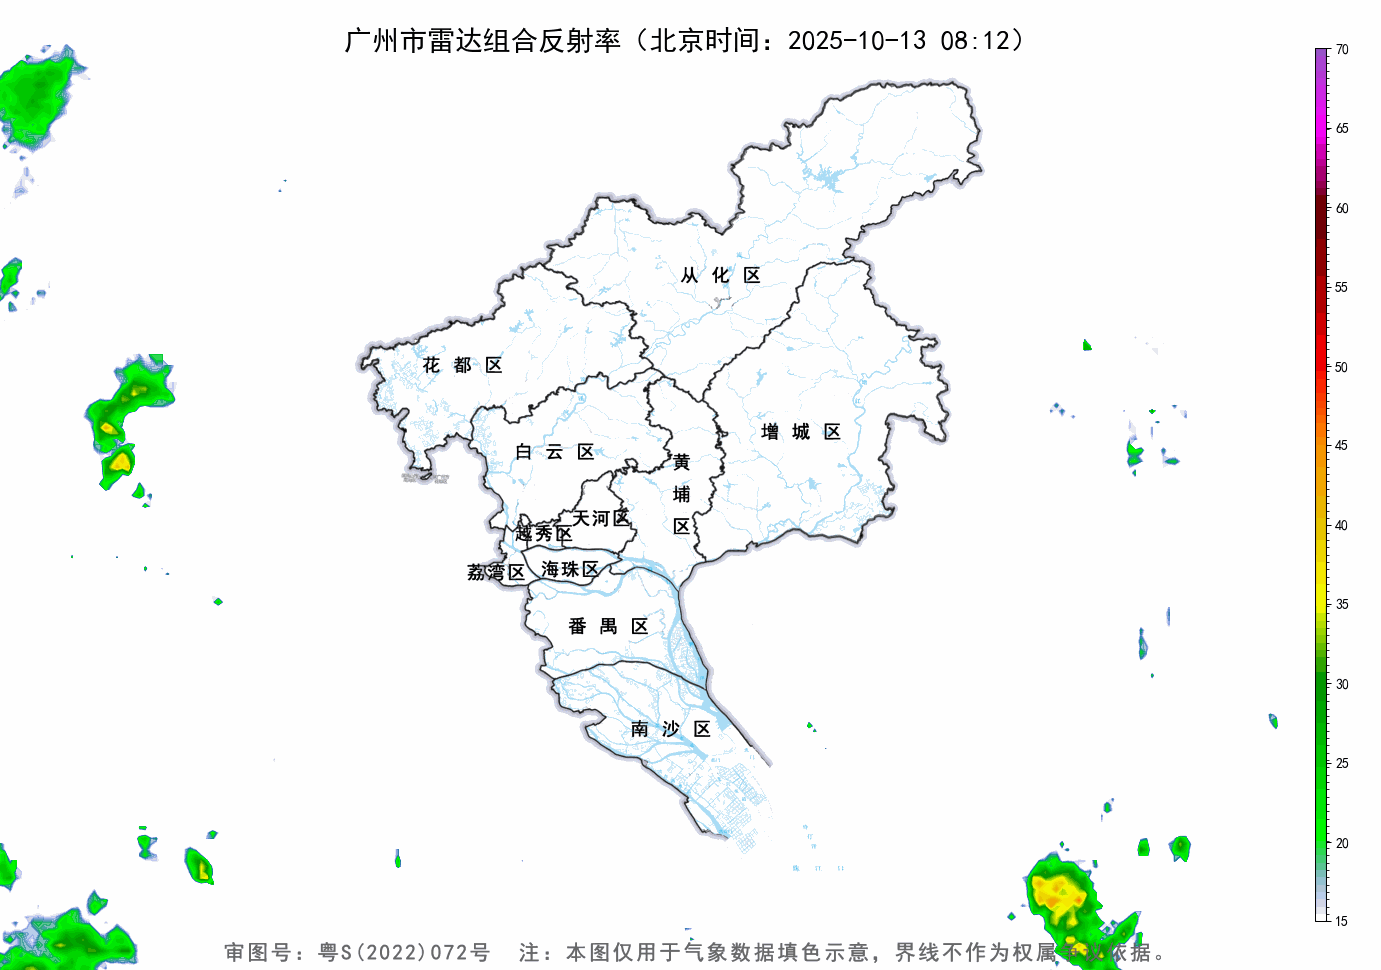 广州市雷达组合反射率（北京时间：2025-10-13 08:12）
70
65
60
55
50
45
40
35
30
25
20
15
从化区
花都区
增城区
白云区
黄埔区
天河区
越秀区
荔湾区
海珠区
番禺区
南沙区
审图号：粤S(2022)072号 注：本图仅用于气象数据填色示意，界线不作为权属争议依据。